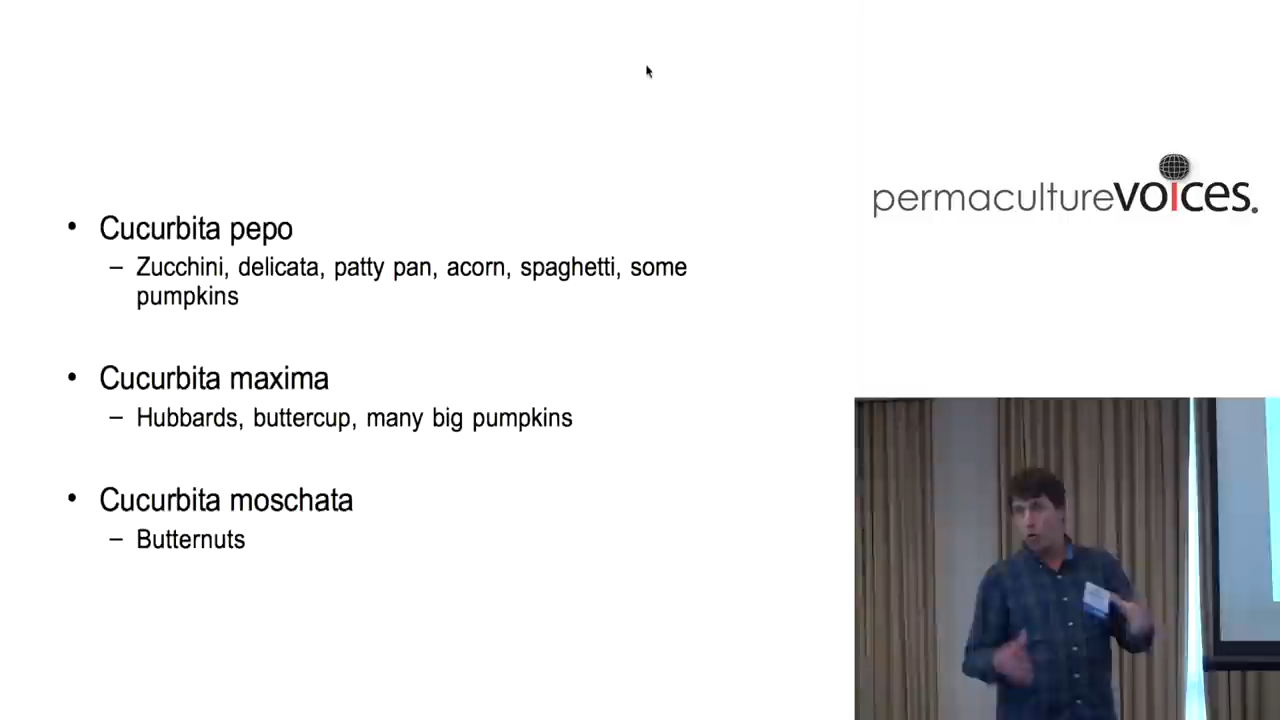 • Cucurbita pepo
– Zucchini, delicata, patty pan, acorn, spaghetti, some
pumpkins
• Cucurbita maxima
– Hubbards, buttercup, many big pumpkins
• Cucurbita moschata
– Butternuts
permaculturevoices.